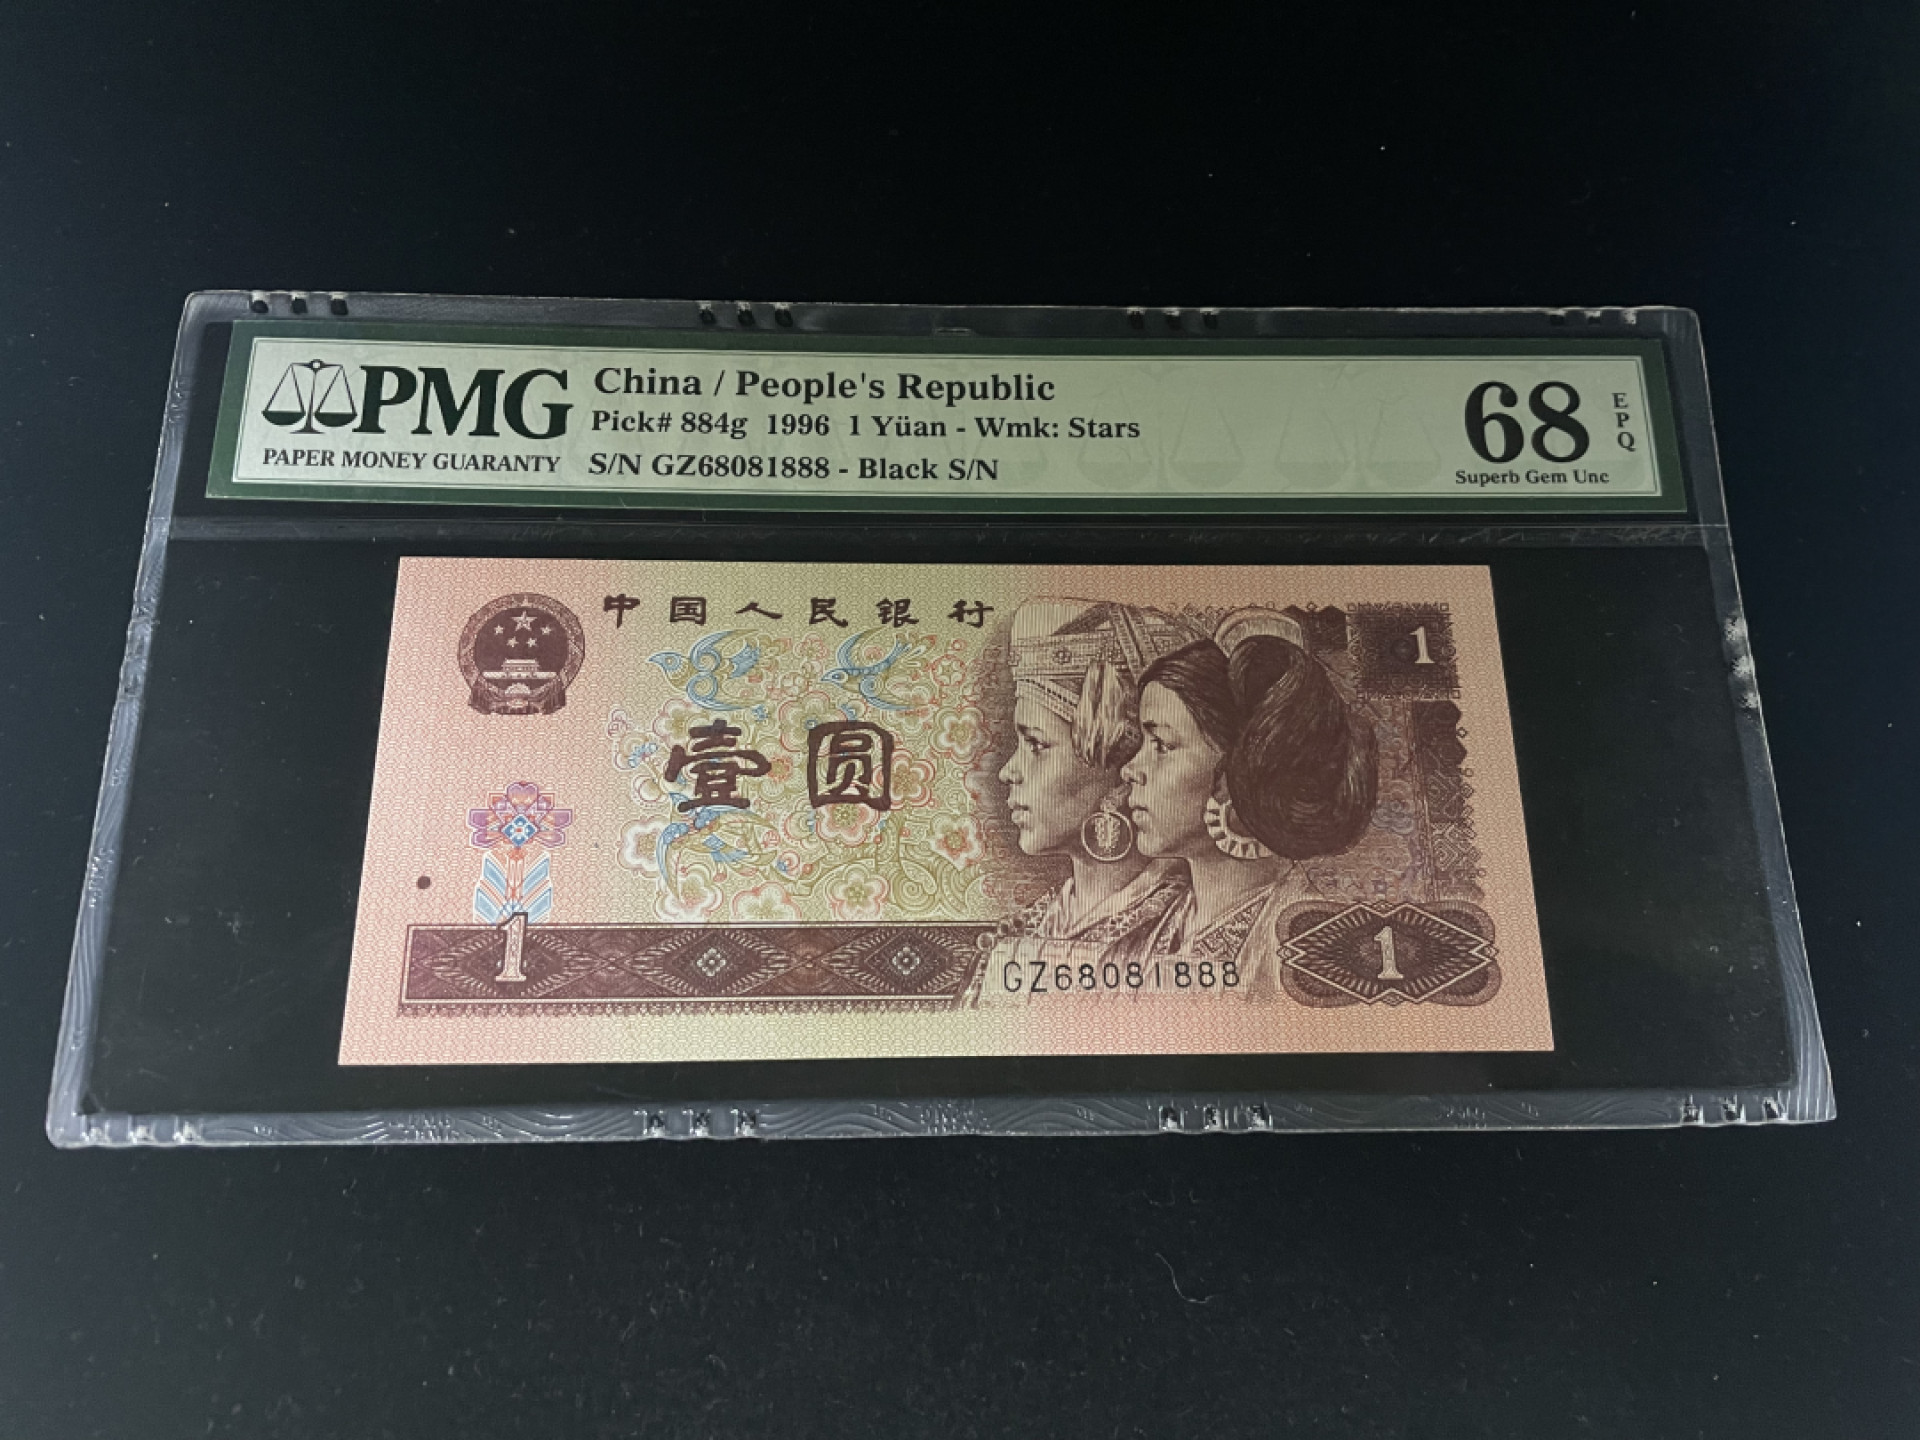 PMG
PAPER MONEY GUARANTY
China / People's Republic
Pick# 884g 1996 1 Yüan - Wmk: Stars
S/N GZ68081888 - Black S/N
68
EPQ
Superb Gem Unc
中国人民银行
1
壹圆
1
GZ68081888
1